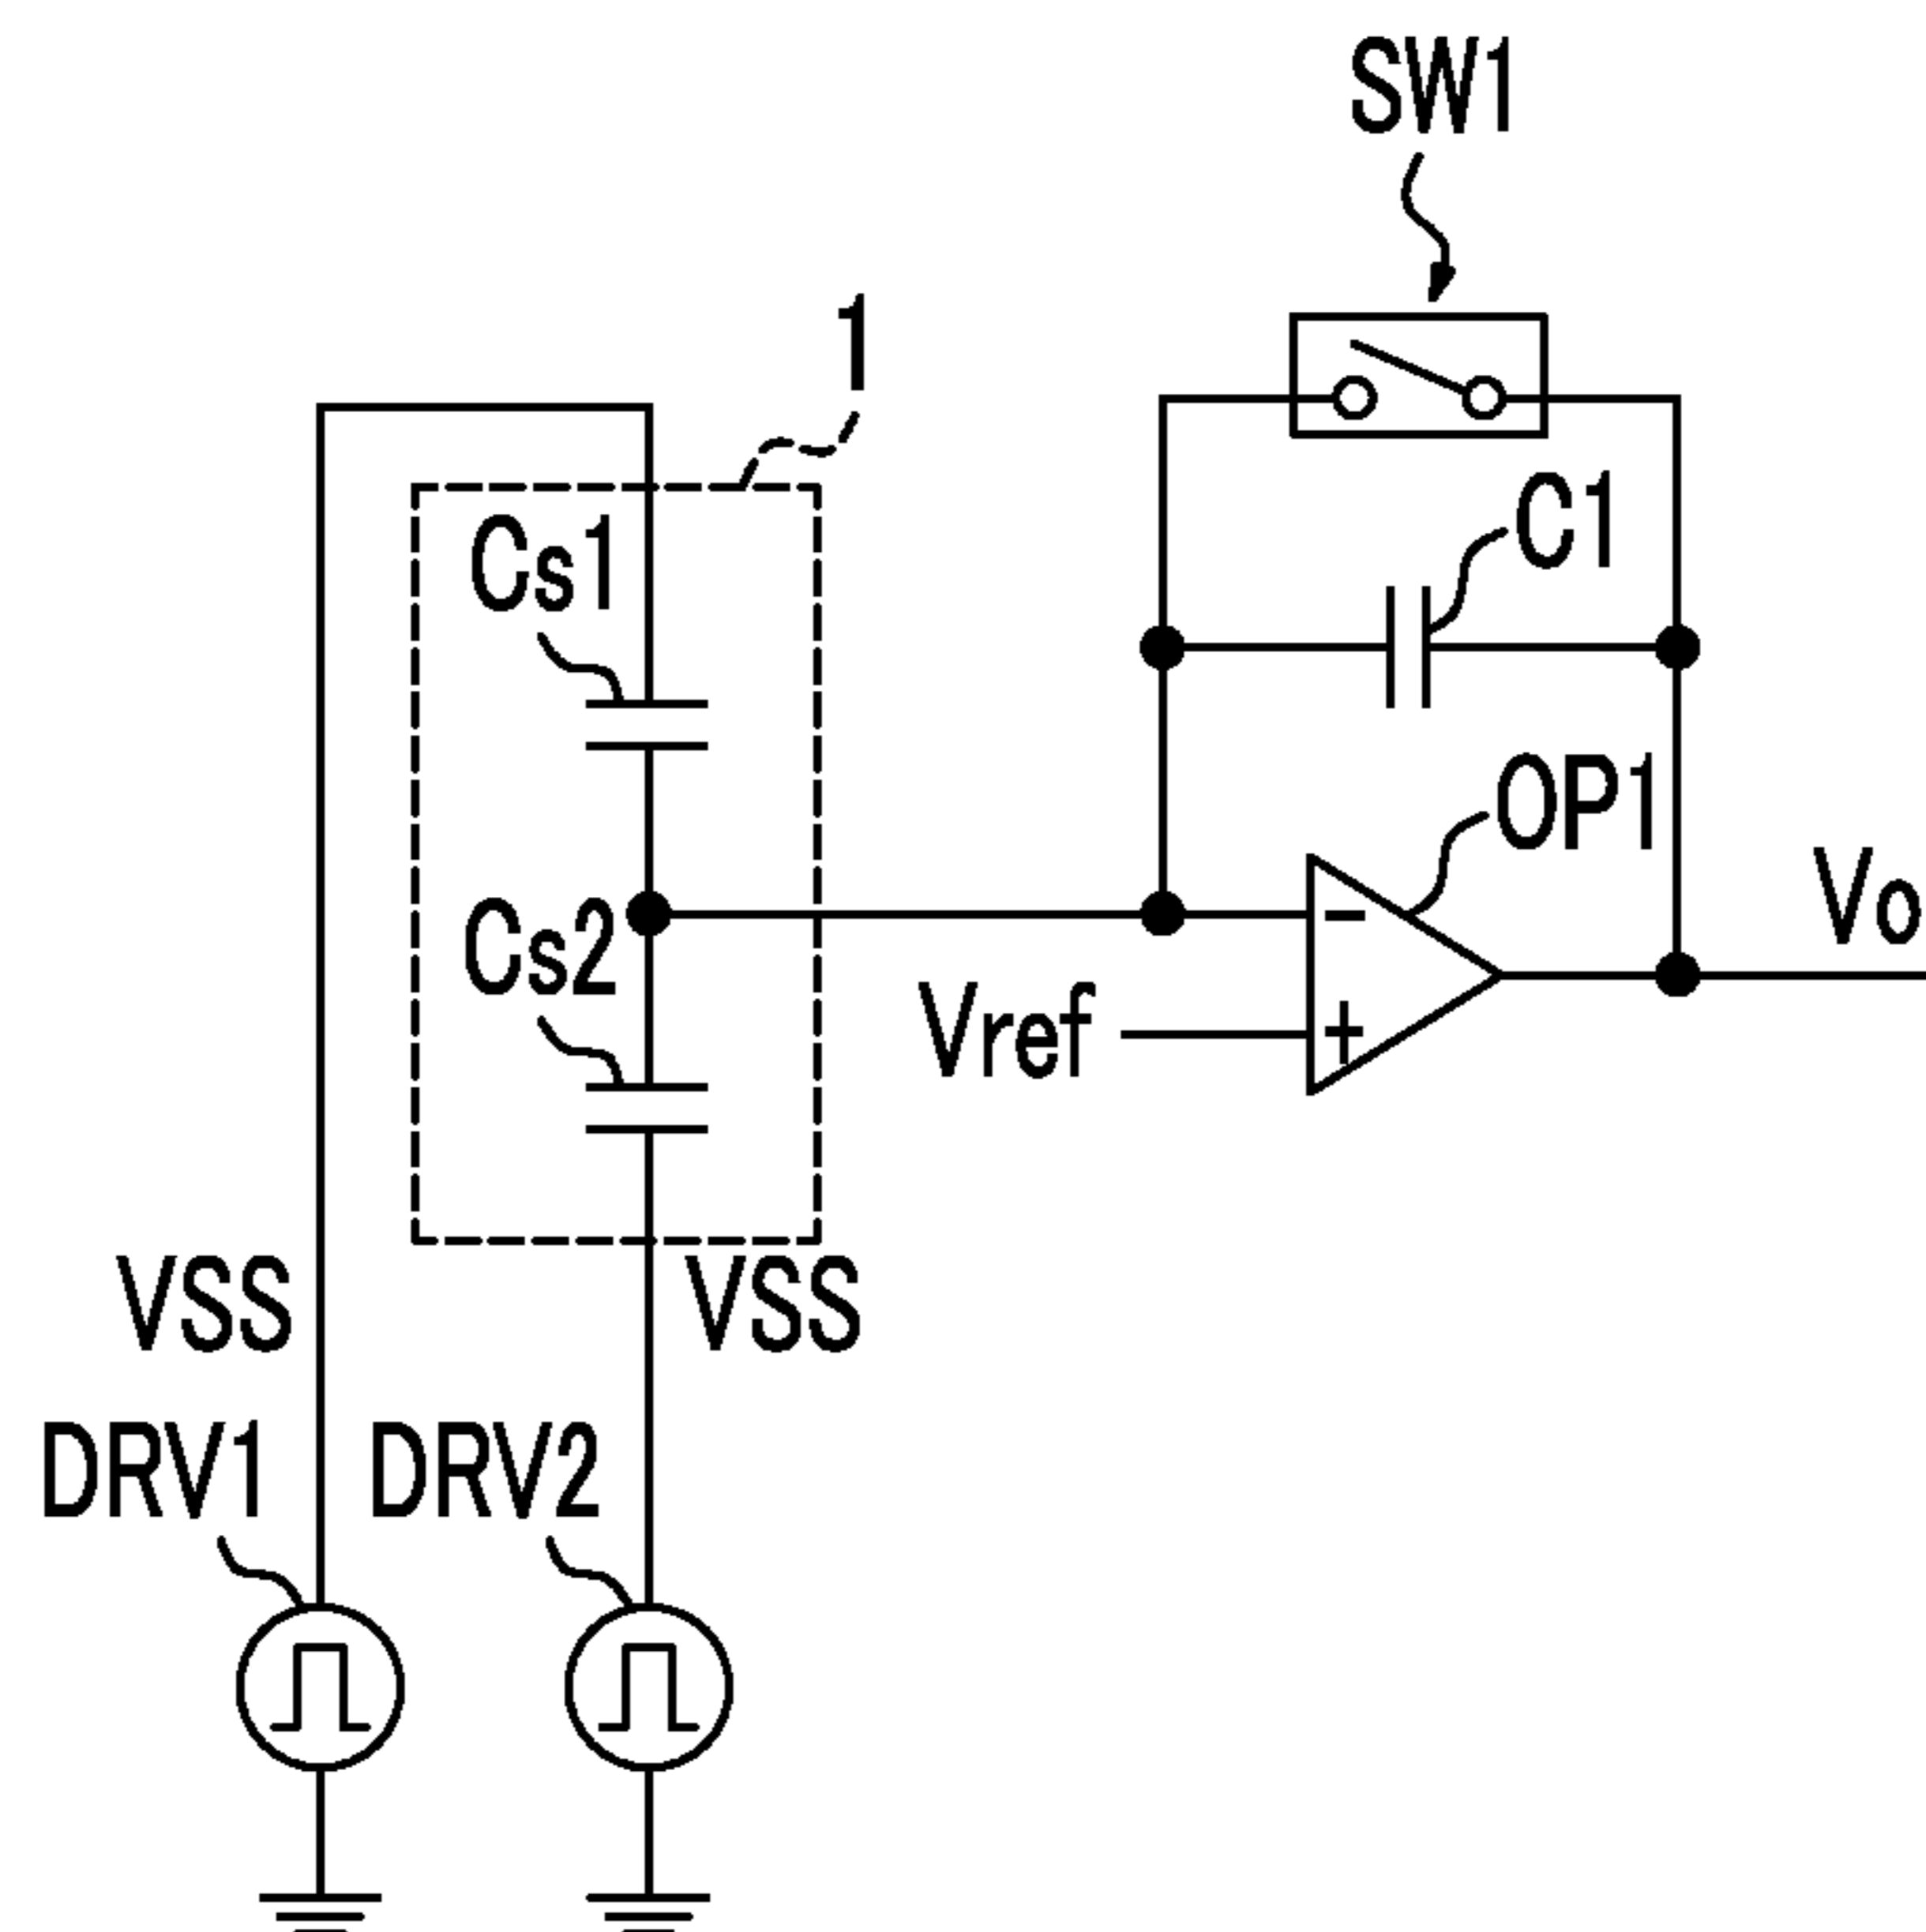 SW1
1
Cs1
C1
OP1
Vo
Cs2
-
Vref
+
VSS
VSS
DRV1
DRV2